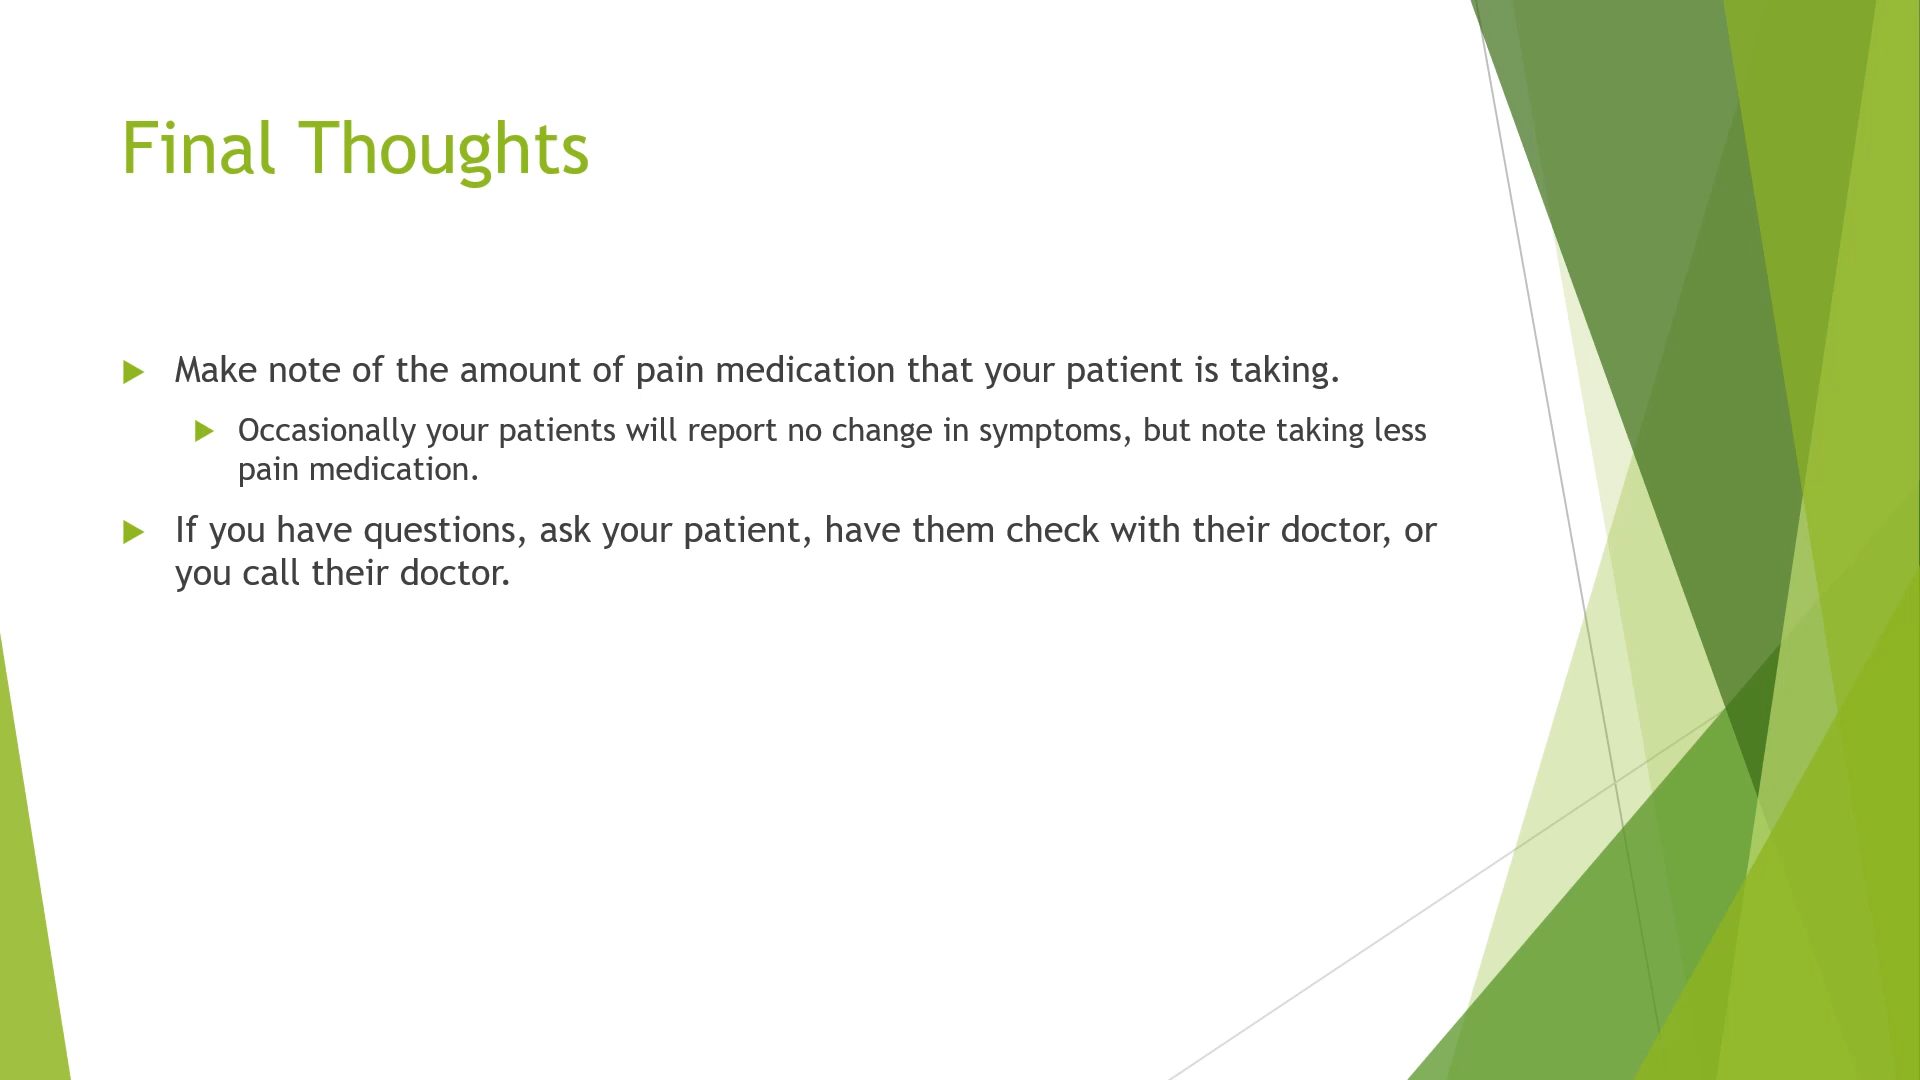 Final Thoughts
Make note of the amount of pain medication that your patient is taking.
Occasionally your patients will report no change in symptoms, but note taking less
pain medication.
If you have questions, ask your patient, have them check with their doctor, or
you call their doctor.